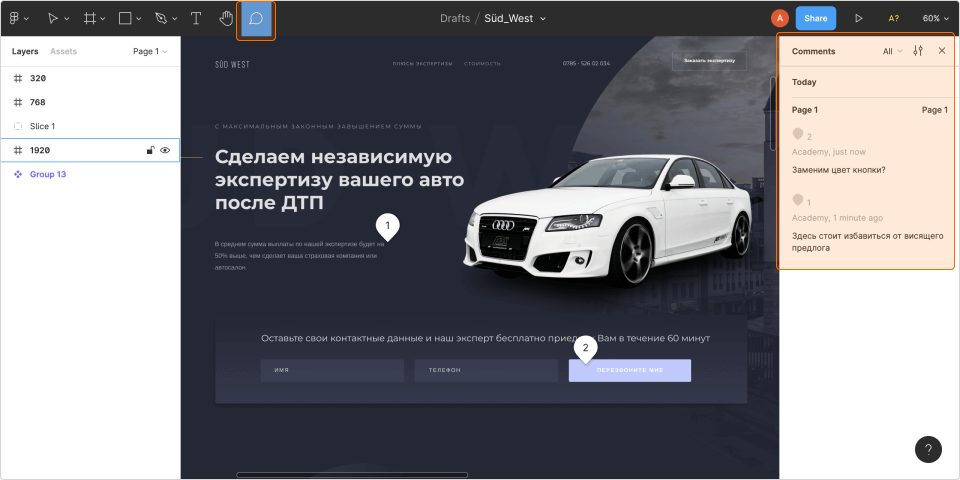 Drafts / Süd_West
A
Share
A?
60%
Layers
Assets
Page 1
320
768
Slice 1
1920
Group 13
SÜD WEST
ПЛЮСЫ ЭКСПЕРТИЗЫ
СТОИМОСТЬ
0785 - 526 02 034
Заказать экспертизу
С МАКСИМАЛЬНЫМ ЗАКОННЫМ ЗАВЫШЕНИЕМ СУММЫ
Сделаем независимую
экспертизу вашего авто
после ДТП
1
В среднем сумма выплаты по нашей экспертизе будет на
50% выше, чем сделает ваша страховая компания или
автосалон.
Оставьте свои контактные данные и наш эксперт бесплатно приедет к Вам в течение 60 минут
2
ИМЯ
ТЕЛЕФОН
ПЕРЕЗВОНИТЕ МНЕ
Comments
All
Today
Page 1
Page 1
2
Academy, just now
Заменим цвет кнопки?
1
Academy, 1 minute ago
Здесь стоит избавиться от висящего
предлога
?